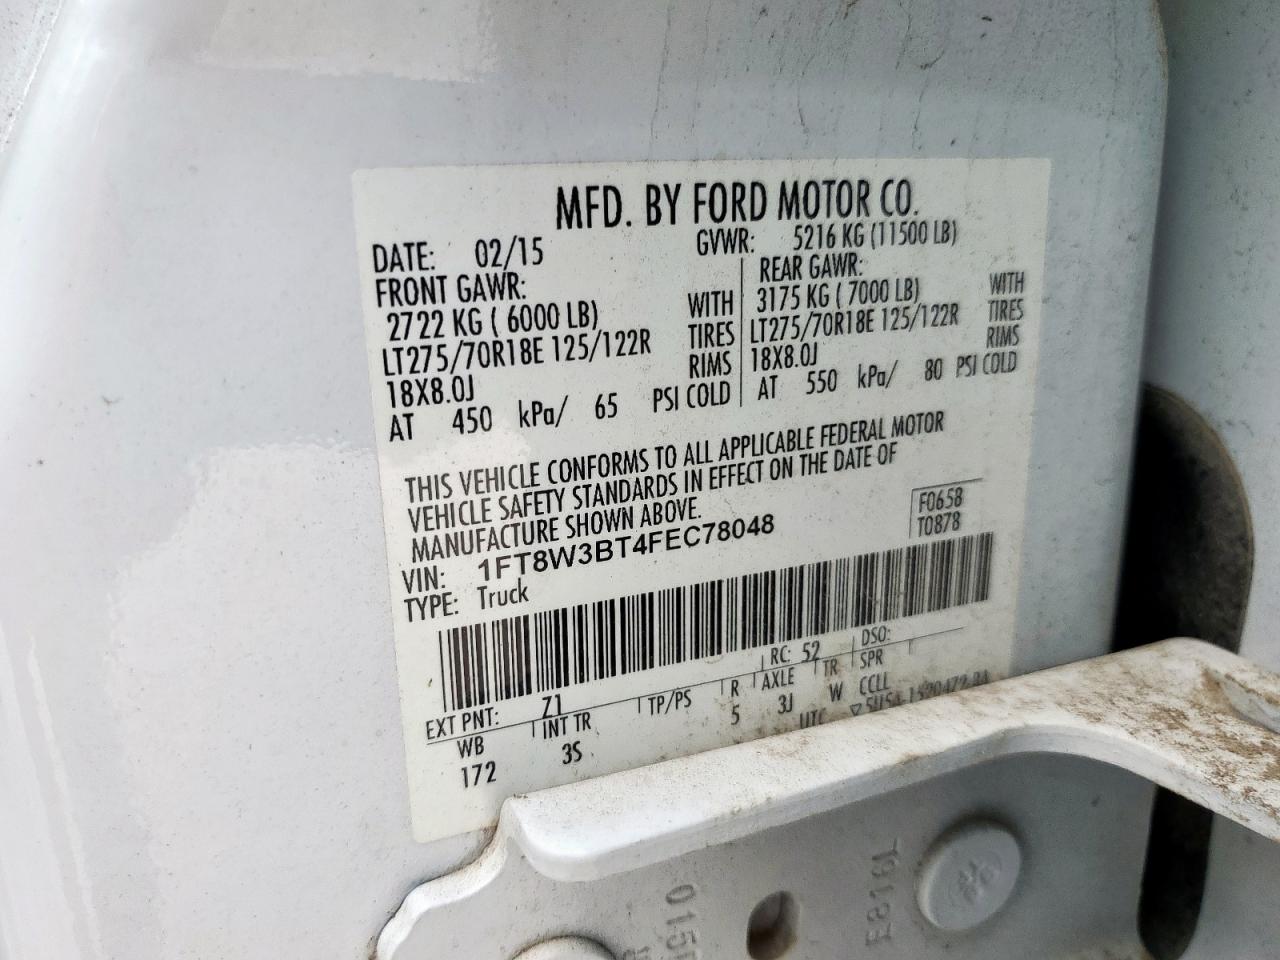 MFD. BY FORD MOTOR CO.
DATE: 02/15 GVWR: 5216 KG (11500 LB)
FRONT GAWR:
2722 KG ( 6000 LB) WITH
LT275/70R18E 125/122R TIRES
18X8.0J RIMS
AT 450 kPa/ 65 PSI COLD
REAR GAWR:
3175 KG ( 7000 LB) WITH
LT275/70R18E 125/122R TIRES
18X8.0J RIMS
AT 550 kPa/ 80 PSI COLD
THIS VEHICLE CONFORMS TO ALL APPLICABLE FEDERAL MOTOR
VEHICLE SAFETY STANDARDS IN EFFECT ON THE DATE OF
MANUFACTURE SHOWN ABOVE.
F0658
T0878
VIN: 1FT8W3BT4FEC78048
TYPE: Truck
EXT PNT: Z1 RC: 52 DSO:
WB INT TR TP/PS R AXLE TR SPR
172 3S 5 3J W CCLL
UTC
E8167